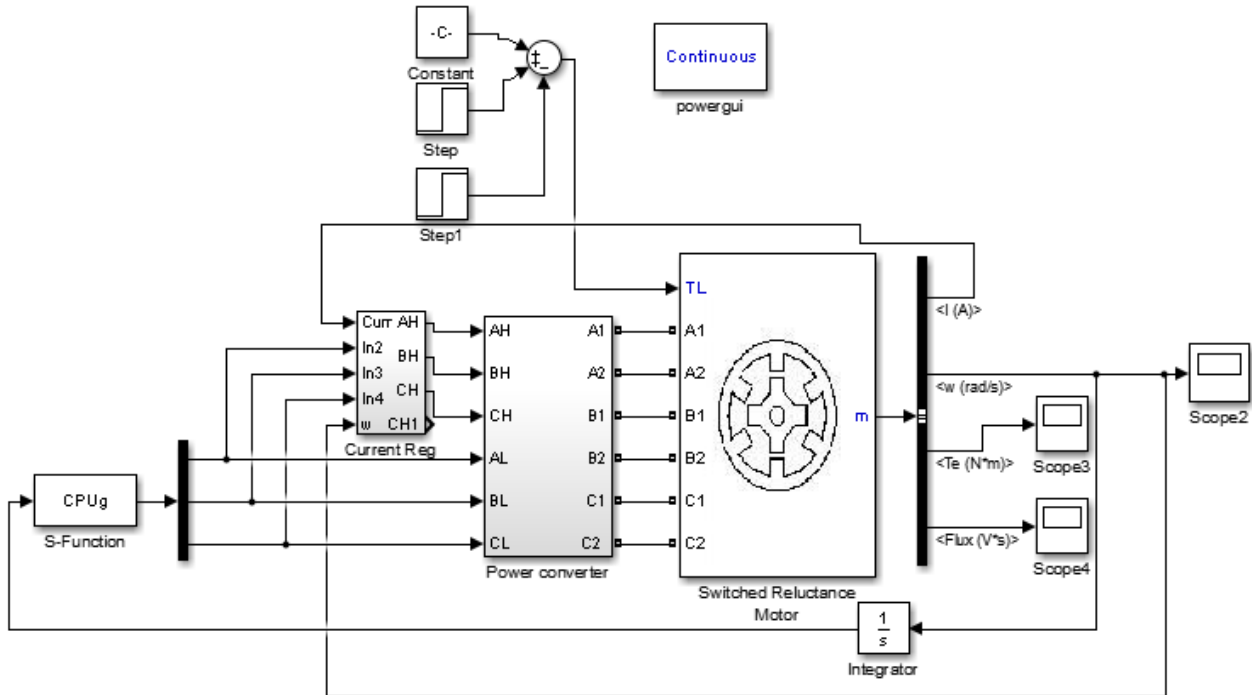 -C-
Constant
Step
Step1
+
+
-
Continuous
powergui
<I (A)>
<w (rad/s)>
<Te (N*m)>
<Flux (V*s)>
Scope2
Scope3
Scope4
Curr AH
In2
BH
In3
CH
In4
w CH1
Current Reg
AH A1
BH A2
CH B1
AL B2
BL C1
CL C2
Power converter
TL
A1
A2
B1 m
B2
C1
C2
Switched Reluctance
Motor
CPUg
S-Function
1
s
Integrator